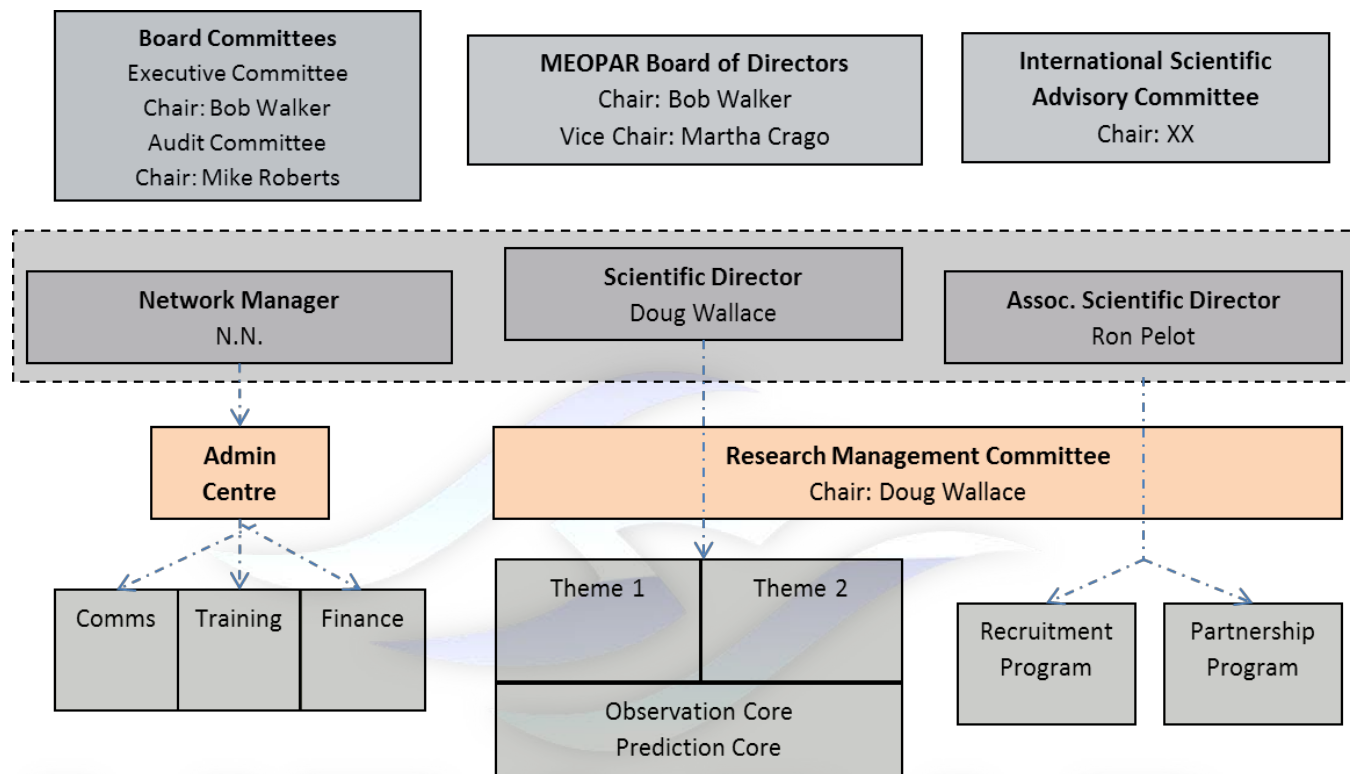 Board Committees
Executive Committee
Chair: Bob Walker
Audit Committee
Chair: Mike Roberts
MEOPAR Board of Directors
Chair: Bob Walker
Vice Chair: Martha Crago
International Scientific
Advisory Committee
Chair: XX
Network Manager
N.N.
Scientific Director
Doug Wallace
Assoc. Scientific Director
Ron Pelot
Admin
Centre
Research Management Committee
Chair: Doug Wallace
Comms
Training
Finance
Theme 1
Theme 2
Observation Core
Prediction Core
Recruitment
Program
Partnership
Program